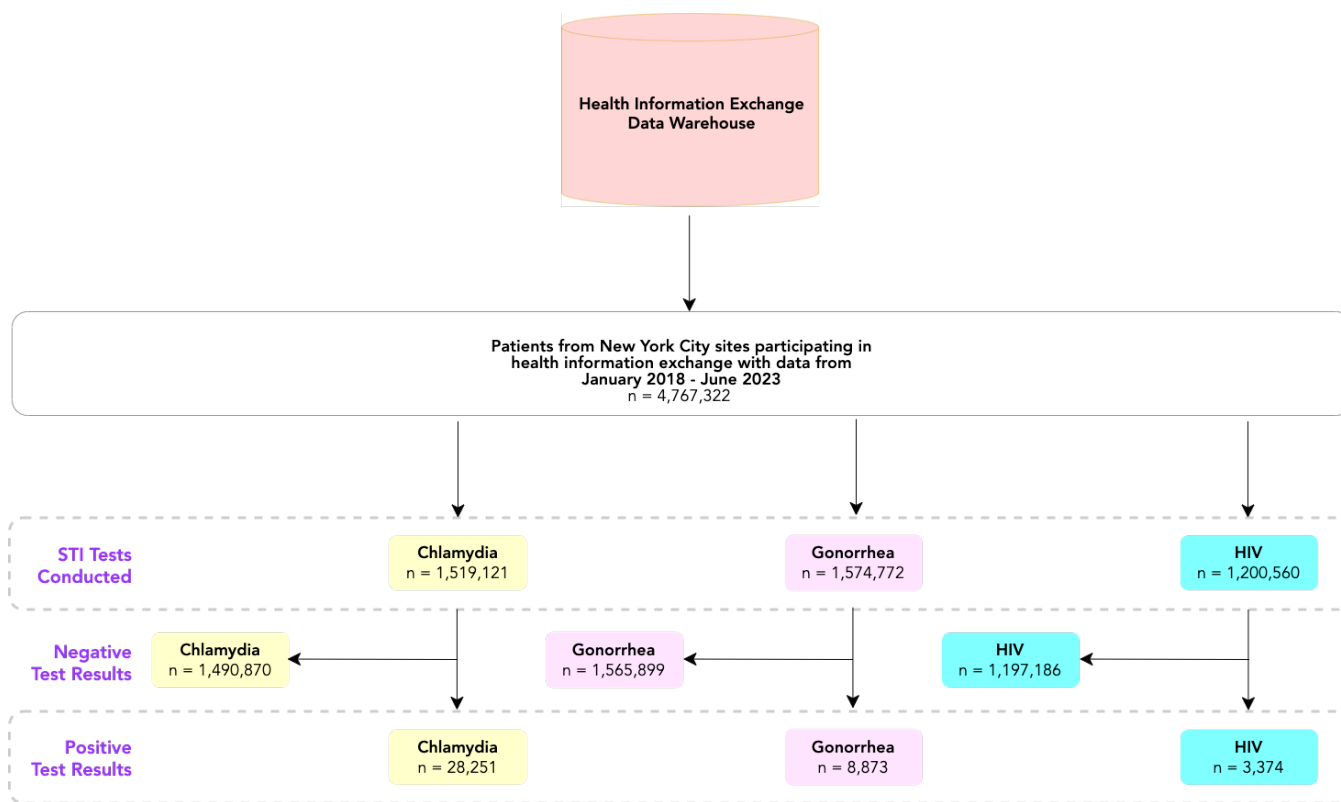 Health Information Exchange
Data Warehouse
Patients from New York City sites participating in
health information exchange with data from
January 2018 - June 2023
n = 4,767,322
STI Tests
Conducted
Chlamydia
n = 1,519,121
Gonorrhea
n = 1,574,772
HIV
n = 1,200,560
Negative
Test Results
Chlamydia
n = 1,490,870
Gonorrhea
n = 1,565,899
HIV
n = 1,197,186
Positive
Test Results
Chlamydia
n = 28,251
Gonorrhea
n = 8,873
HIV
n = 3,374